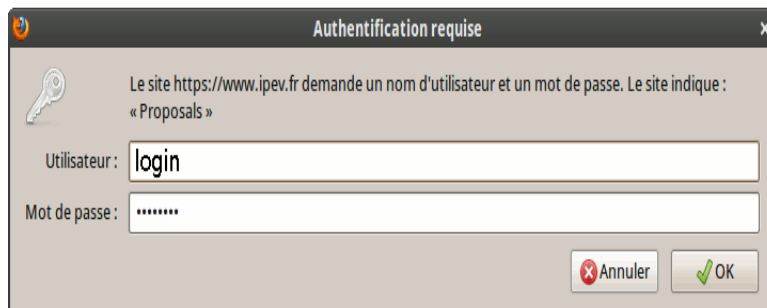 Authentification requise
Le site https://www.ipev.fr demande un nom d'utilisateur et un mot de passe. Le site indique :
« Proposals »
Utilisateur : login
Mot de passe : ••••••••
Annuler OK